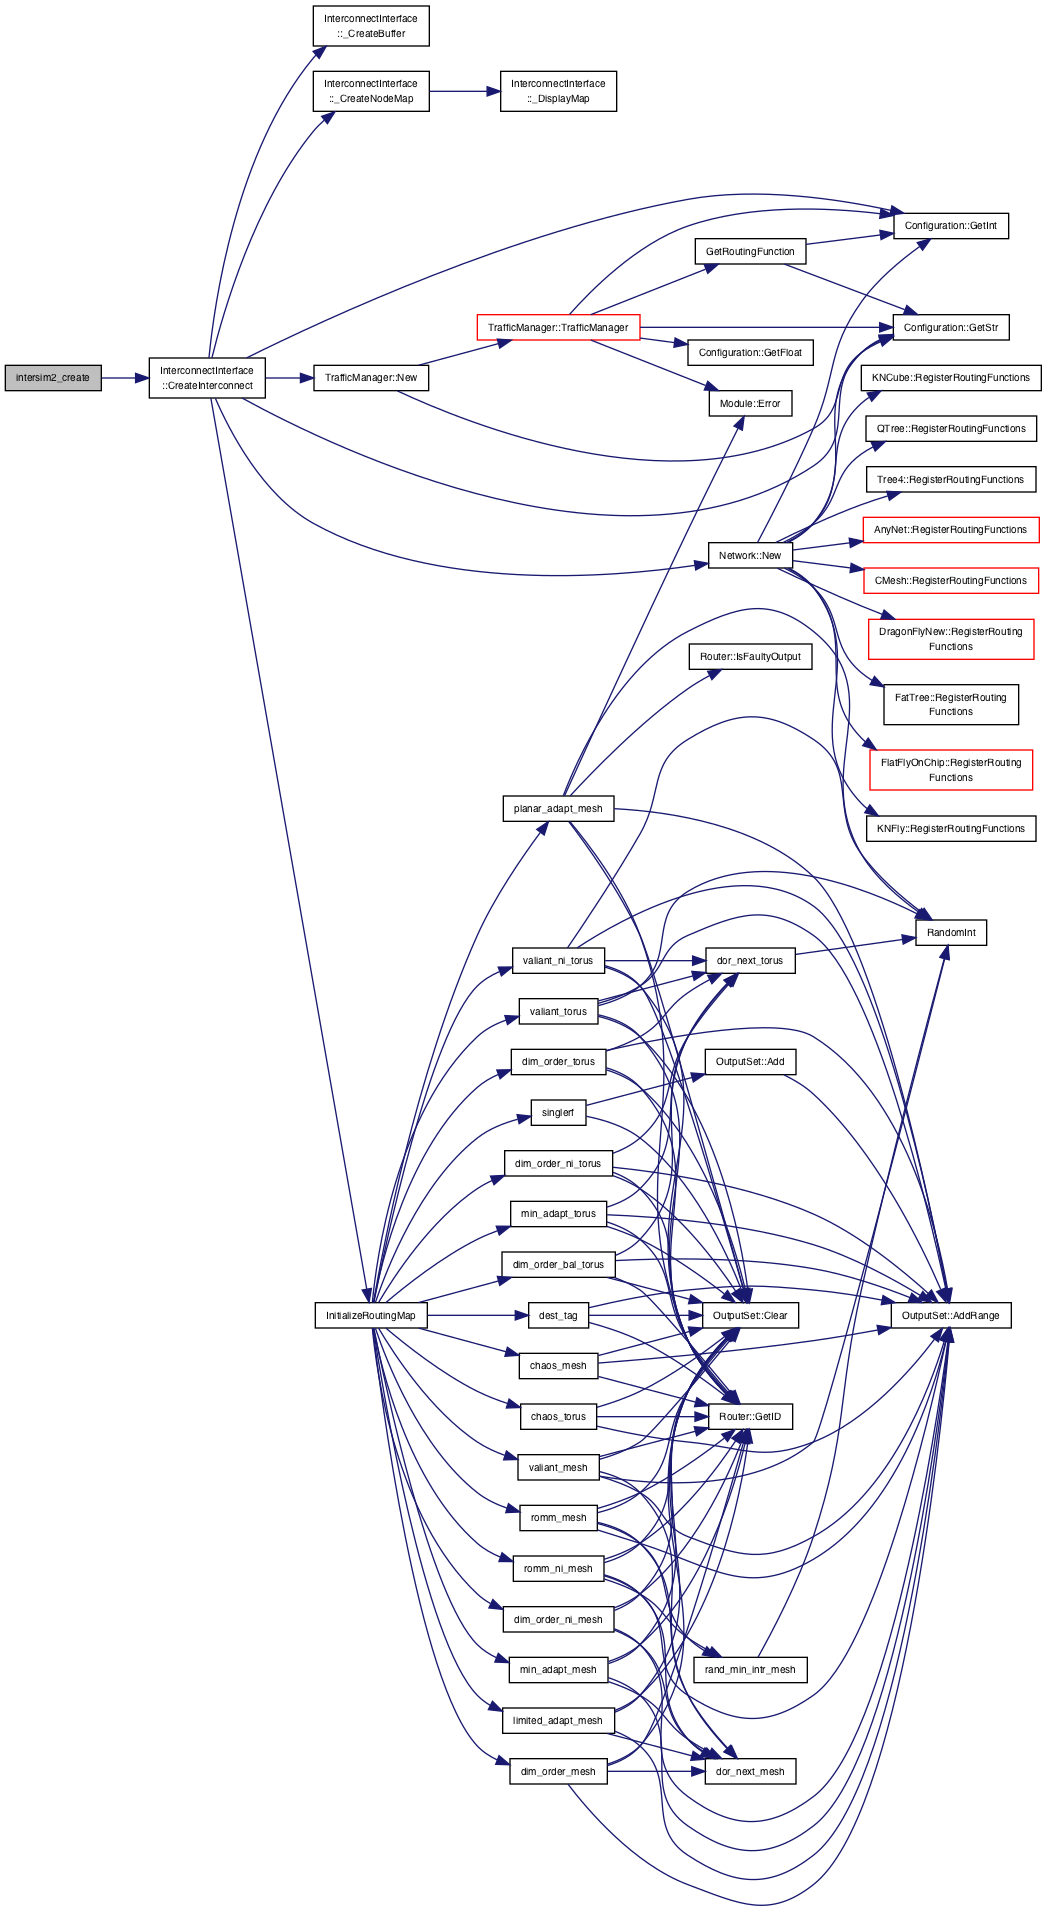 InterconnectInterface
::_CreateBuffer
InterconnectInterface
::_CreateNodeMap
InterconnectInterface
::_DisplayMap
Configuration::GetInt
GetRoutingFunction
TrafficManager::TrafficManager
Configuration::GetStr
Configuration::GetFloat
intersim2_create
InterconnectInterface
::CreateInterconnect
TrafficManager::New
KNCube::RegisterRoutingFunctions
Module::Error
QTree::RegisterRoutingFunctions
Tree4::RegisterRoutingFunctions
AnyNet::RegisterRoutingFunctions
Network::New
CMesh::RegisterRoutingFunctions
DragonFlyNew::RegisterRouting
Functions
Router::IsFaultyOutput
FatTree::RegisterRouting
Functions
FlatFlyOnChip::RegisterRouting
Functions
planar_adapt_mesh
KNFly::RegisterRoutingFunctions
RandomInt
valiant_ni_torus
dor_next_torus
valiant_torus
dim_order_torus
OutputSet::Add
singlerf
dim_order_ni_torus
min_adapt_torus
dim_order_bal_torus
InitializeRoutingMap
dest_tag
OutputSet::Clear
OutputSet::AddRange
chaos_mesh
chaos_torus
Router::GetID
valiant_mesh
romm_mesh
romm_ni_mesh
dim_order_ni_mesh
min_adapt_mesh
rand_min_intr_mesh
limited_adapt_mesh
dim_order_mesh
dor_next_mesh